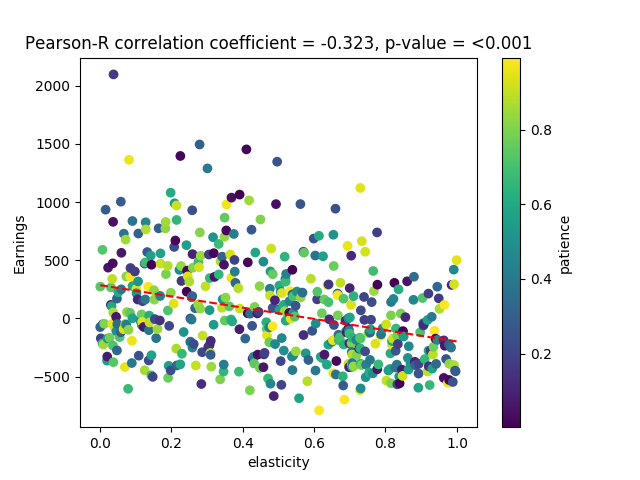 Pearson-R correlation coefficient = -0.323, p-value = <0.001
2000
1500
1000
500
0
−500
Earnings
0.0 0.2 0.4 0.6 0.8 1.0
elasticity
0.8
0.6
0.4
0.2
patience